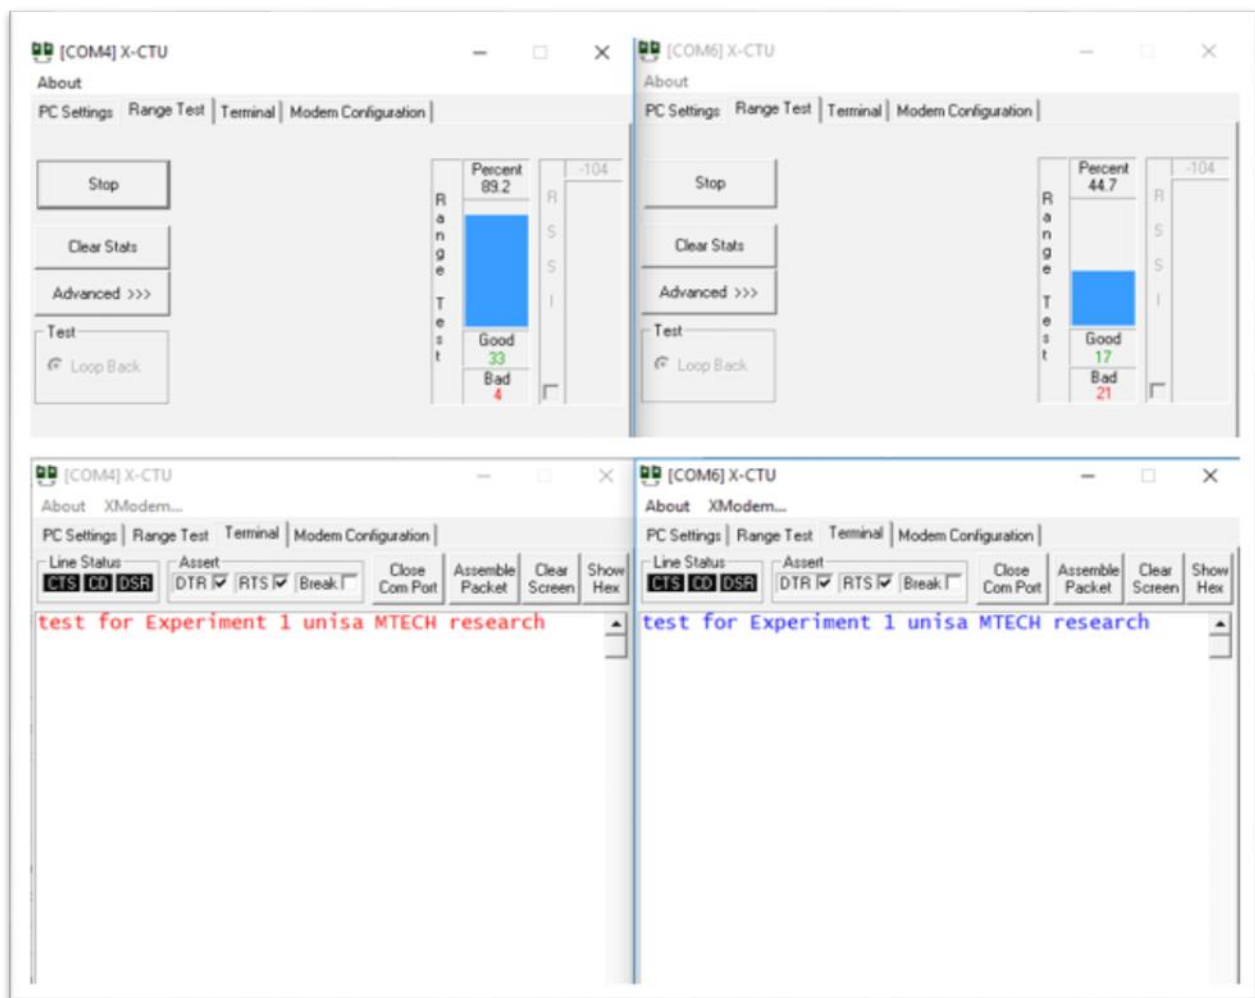 [COM4] X-CTU
About
PC Settings Range Test Terminal Modem Configuration
Stop
Clear Stats
Advanced >>>
Test
Loop Back
Range Test
Percent
89.2
Good
33
Bad
4
-104
RSSI
[COM6] X-CTU
About
PC Settings Range Test Terminal Modem Configuration
Stop
Clear Stats
Advanced >>>
Test
Loop Back
Range Test
Percent
44.7
Good
17
Bad
21
-104
RSSI
[COM4] X-CTU
About XModem...
PC Settings Range Test Terminal Modem Configuration
Line Status
CTS CD DSR
Assert
DTR RTS Break
Close
Com Port
Assemble
Packet
Clear
Screen
Show
Hex
test for Experiment 1 unisa MTECH research
[COM6] X-CTU
About XModem...
PC Settings Range Test Terminal Modem Configuration
Line Status
CTS CD DSR
Assert
DTR RTS Break
Close
Com Port
Assemble
Packet
Clear
Screen
Show
Hex
test for Experiment 1 unisa MTECH research